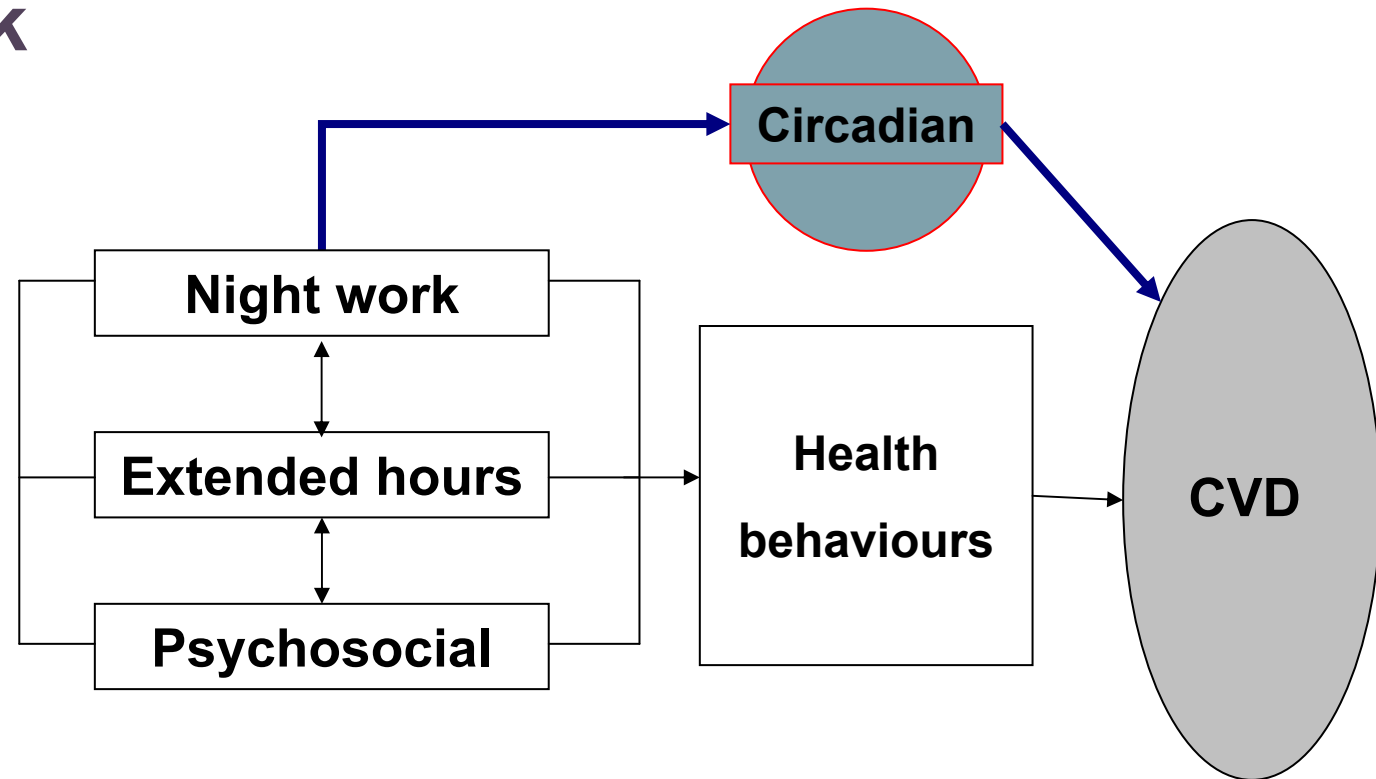 k
Circadian
Night work
Extended hours
Health
behaviours
CVD
Psychosocial